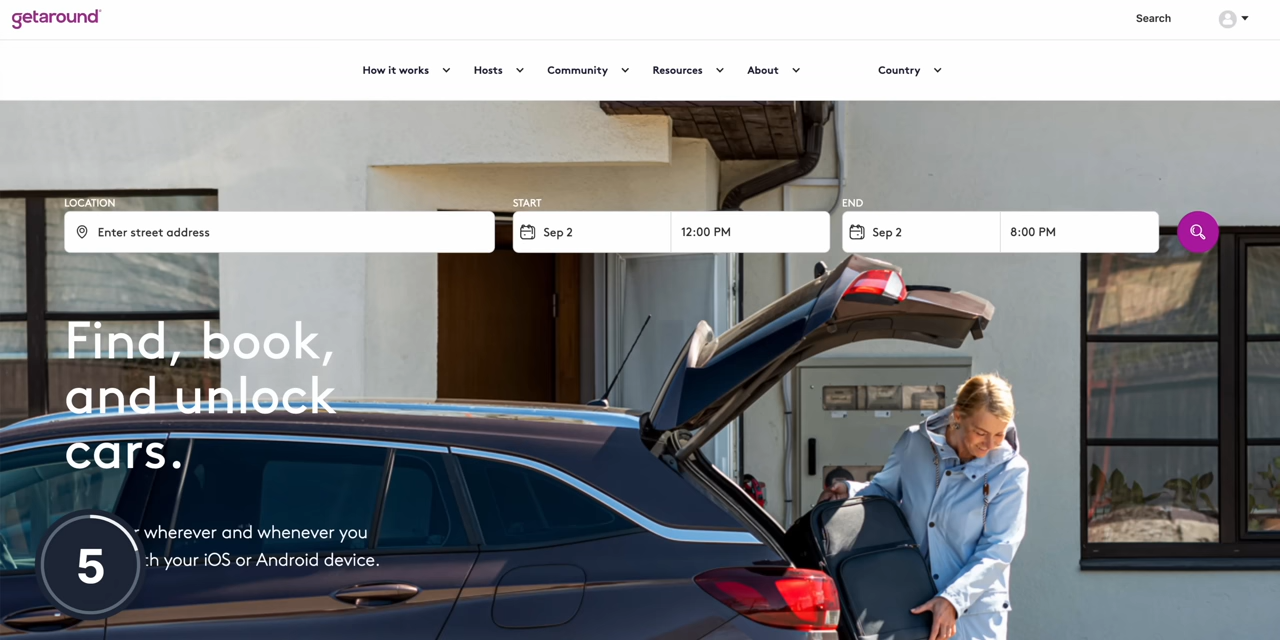 getaround
Search
How it works
Hosts
Community
Resources
About
Country
LOCATION
START
END
Enter street address
Sep 2
12:00 PM
Sep 2
8:00 PM
Find, book,
and unlock
cars.
wherever and whenever you
your iOS or Android device.
5